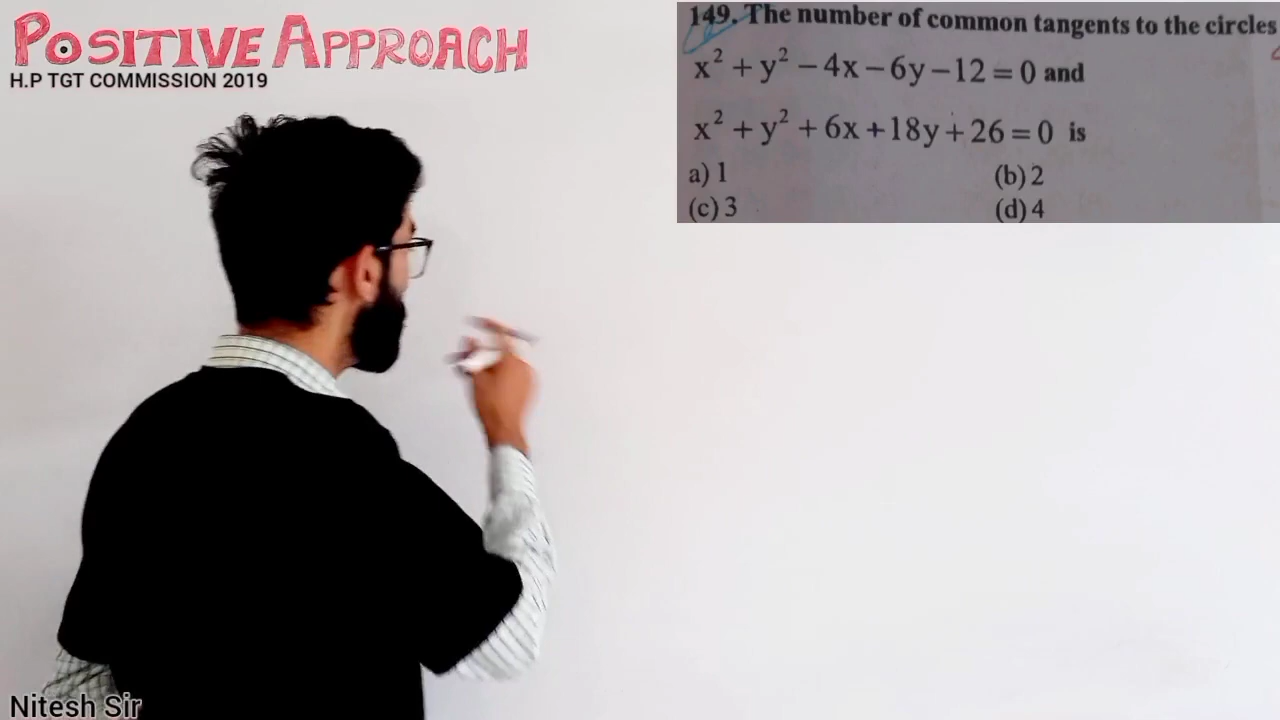 POSITIVE APPROACH
H.P TGT COMMISSION 2019
149. The number of common tangents to the circles
x² + y² − 4x − 6y − 12 = 0 and
x² + y² + 6x + 18y + 26 = 0 is
a) 1 (b) 2
(c) 3 (d) 4
Nitesh Sir